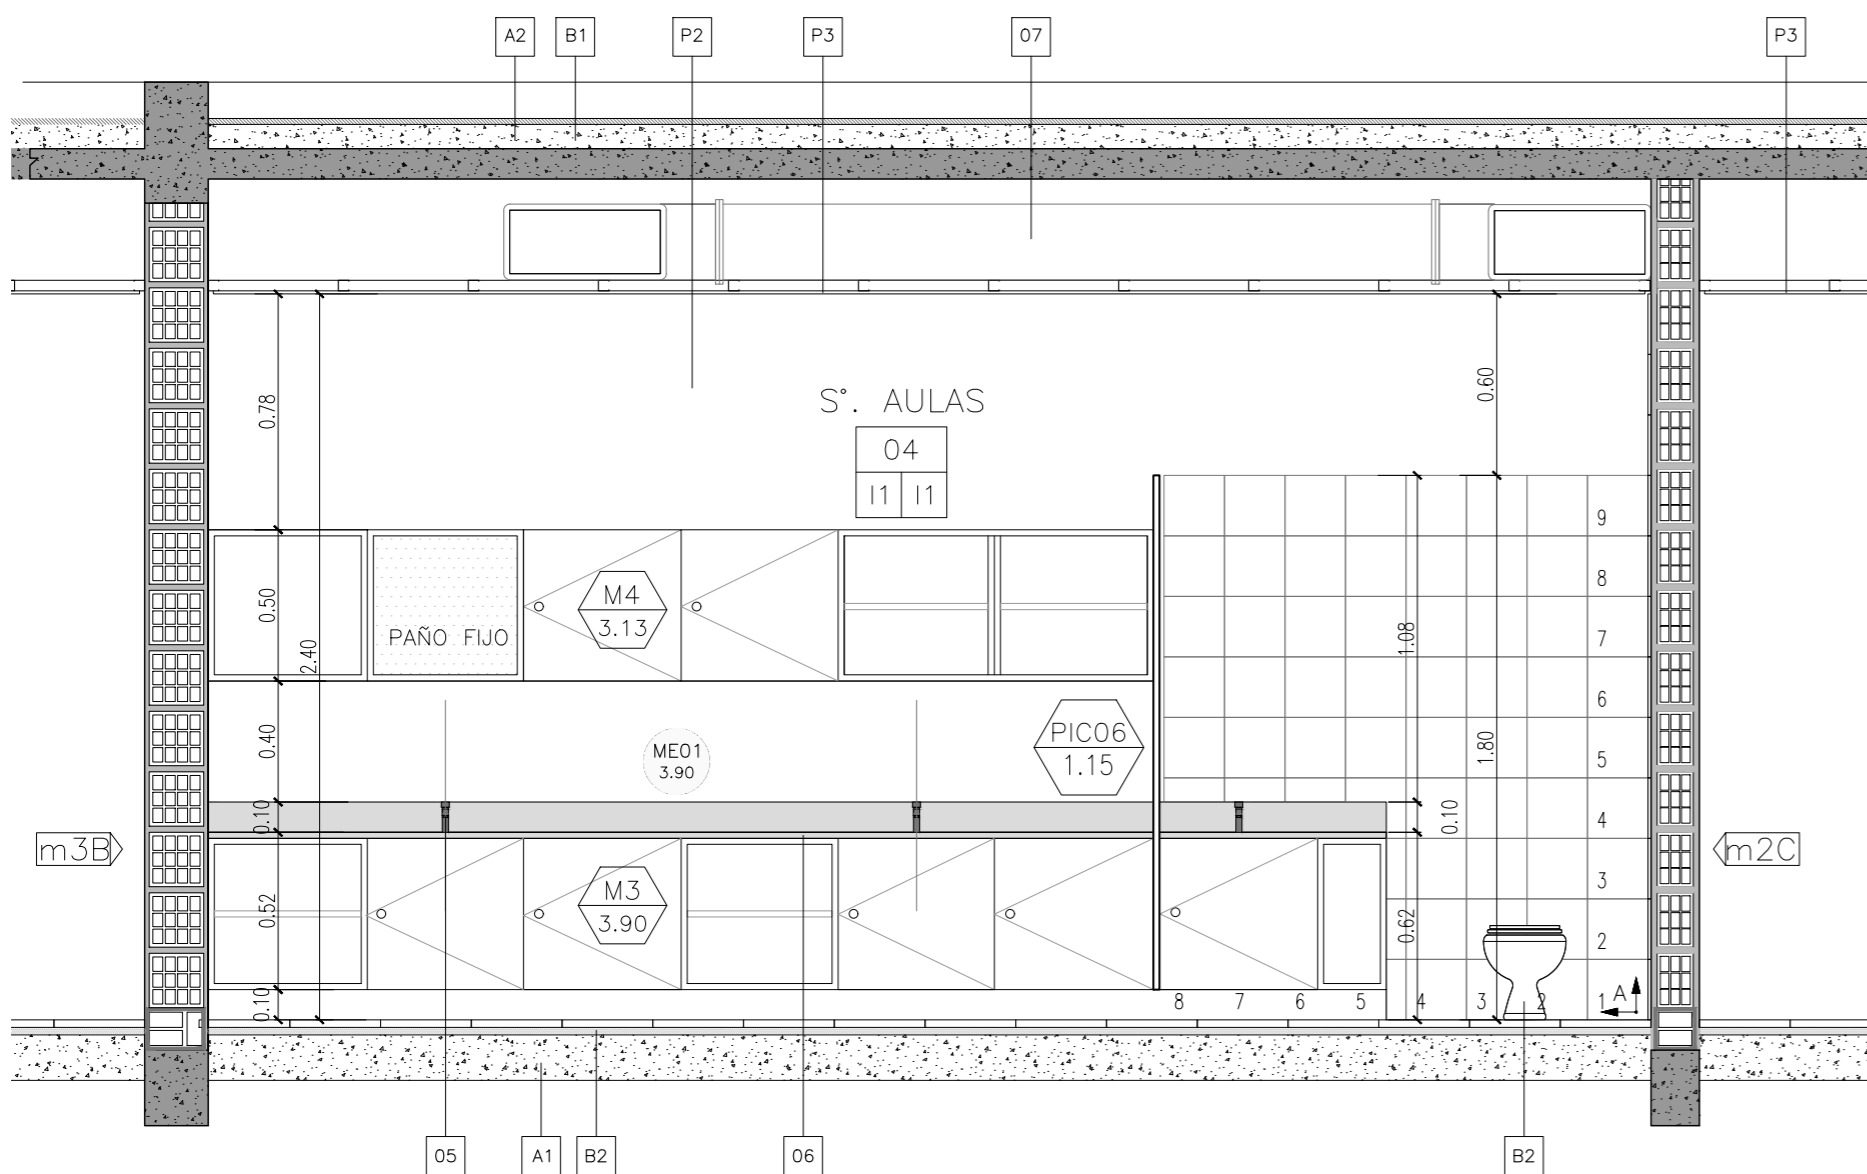 A2 B1 P2 P3 07 P3
S°. AULAS
04
I1 I1
0.78
0.60
2.40
0.50
M4
3.13
PAÑO FIJO
9
8
7
6
5
4
3
2
1.08
1.80
0.40
ME01
3.90
PIC06
1.15
0.10
0.10
m3B
m2C
0.52
M3
3.90
0.62
0.10
8 7 6 5 4 3 2 1 A
05 A1 B2 06 B2